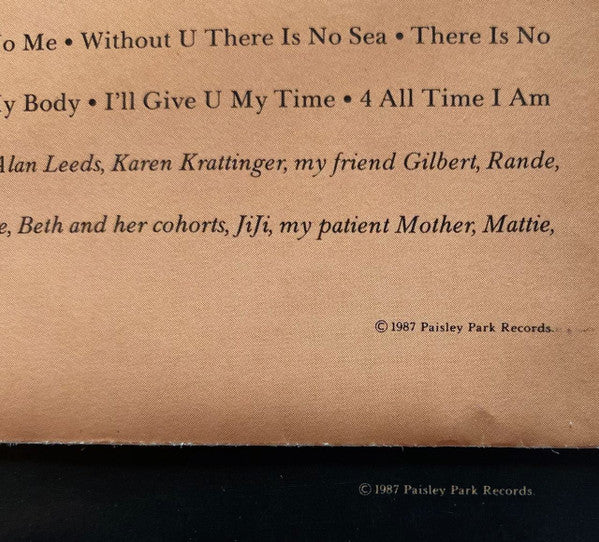 o Me • Without U There Is No Sea • There Is No
y Body • I'll Give U My Time • 4 All Time I Am
Alan Leeds, Karen Krattinger, my friend Gilbert, Rande,
e, Beth and her cohorts, JiJi, my patient Mother, Mattie,
© 1987 Paisley Park Records.
© 1987 Paisley Park Records.